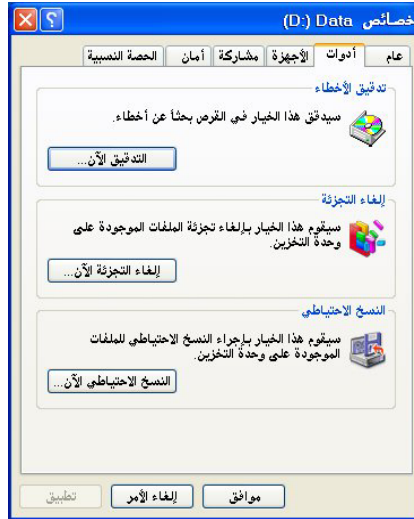 خصائص Data (D:)
عام أدوات الأجهزة مشاركة أمان الحصة النسبية
تدقيق الأخطاء
سيدقق هذا الخيار في القرص بحثاً عن أخطاء.
التدقيق الآن...
إلغاء التجزئة
سيقوم هذا الخيار بإلغاء تجزئة الملفات الموجودة على
وحدة التخزين.
إلغاء التجزئة الآن...
النسخ الاحتياطي
سيقوم هذا الخيار بإجراء النسخ الاحتياطي للملفات
الموجودة على وحدة التخزين.
النسخ الاحتياطي الآن...
موافق إلغاء الأمر تطبيق